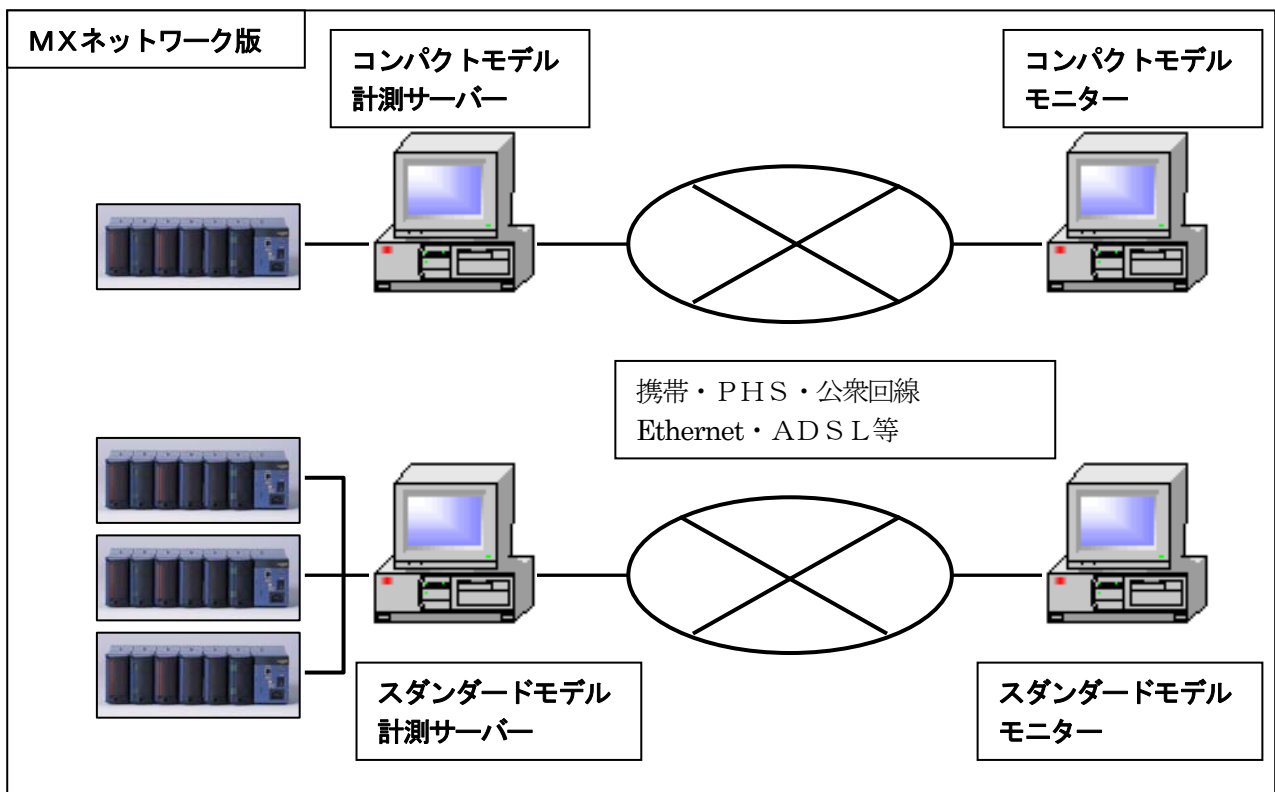 ＭＸネットワーク版
コンパクトモデル
計測サーバー
コンパクトモデル
モニター
携帯・ＰＨＳ・公衆回線
Ethernet・ＡＤＳＬ等
スダンダードモデル
計測サーバー
スダンダードモデル
モニター